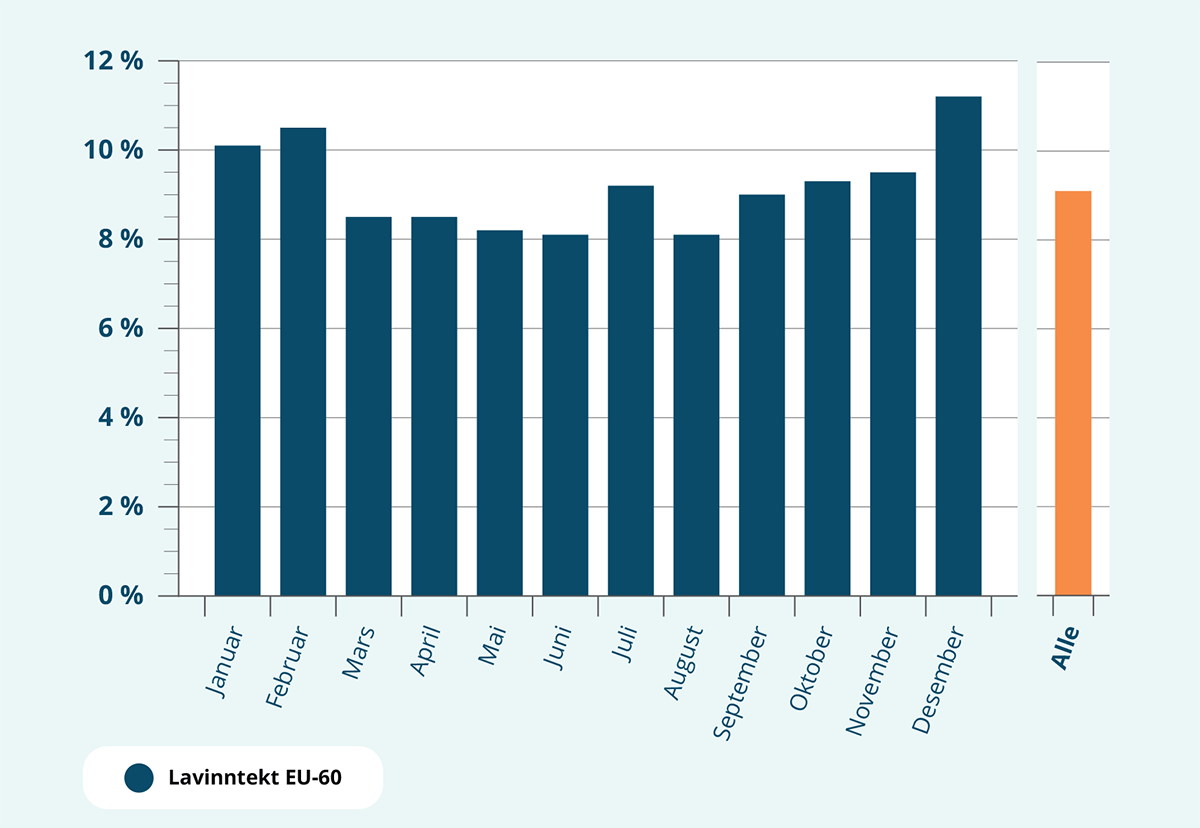 12 %
10 %
8 %
6 %
4 %
2 %
0 %
Januar
Februar
Mars
April
Mai
Juni
Juli
August
September
Oktober
November
Desember
Alle
Lavinntekt EU-60